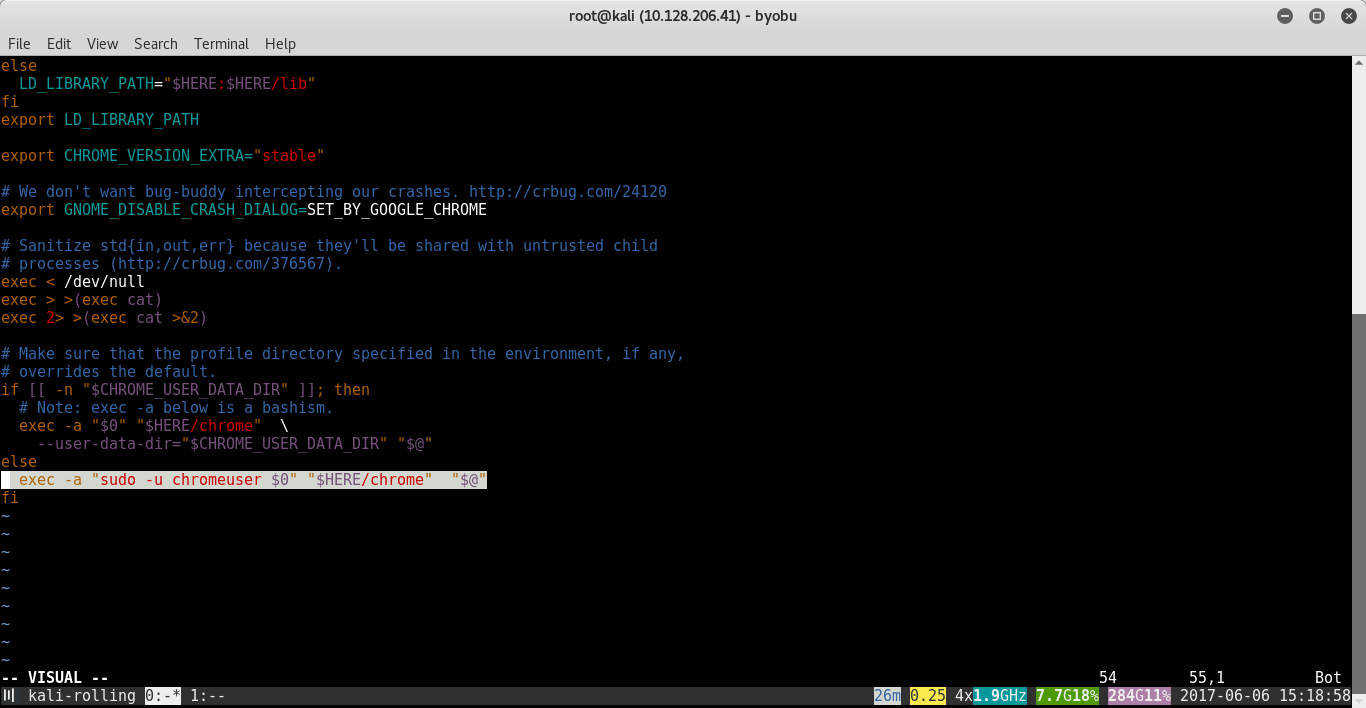 root@kali (10.128.206.41) - byobu
File Edit View Search Terminal Help
else
  LD_LIBRARY_PATH="$HERE:$HERE/lib"
fi
export LD_LIBRARY_PATH

export CHROME_VERSION_EXTRA="stable"

# We don't want bug-buddy intercepting our crashes. http://crbug.com/24120
export GNOME_DISABLE_CRASH_DIALOG=SET_BY_GOOGLE_CHROME

# Sanitize std{in,out,err} because they'll be shared with untrusted child
# processes (http://crbug.com/376567).
exec < /dev/null
exec > >(exec cat)
exec 2> >(exec cat >&2)

# Make sure that the profile directory specified in the environment, if any,
# overrides the default.
if [[ -n "$CHROME_USER_DATA_DIR" ]]; then
  # Note: exec -a below is a bashism.
  exec -a "$0" "$HERE/chrome"  \
    --user-data-dir="$CHROME_USER_DATA_DIR" "$@"
else
  exec -a "sudo -u chromeuser $0" "$HERE/chrome"  "$@"
fi
~
~
~
~
~
~
~
~
~
-- VISUAL -- 54 55,1 Bot
kali-rolling 0:-* 1:-- 26m 0.25 4x1.9GHz 7.7G18% 284G11% 2017-06-06 15:18:58